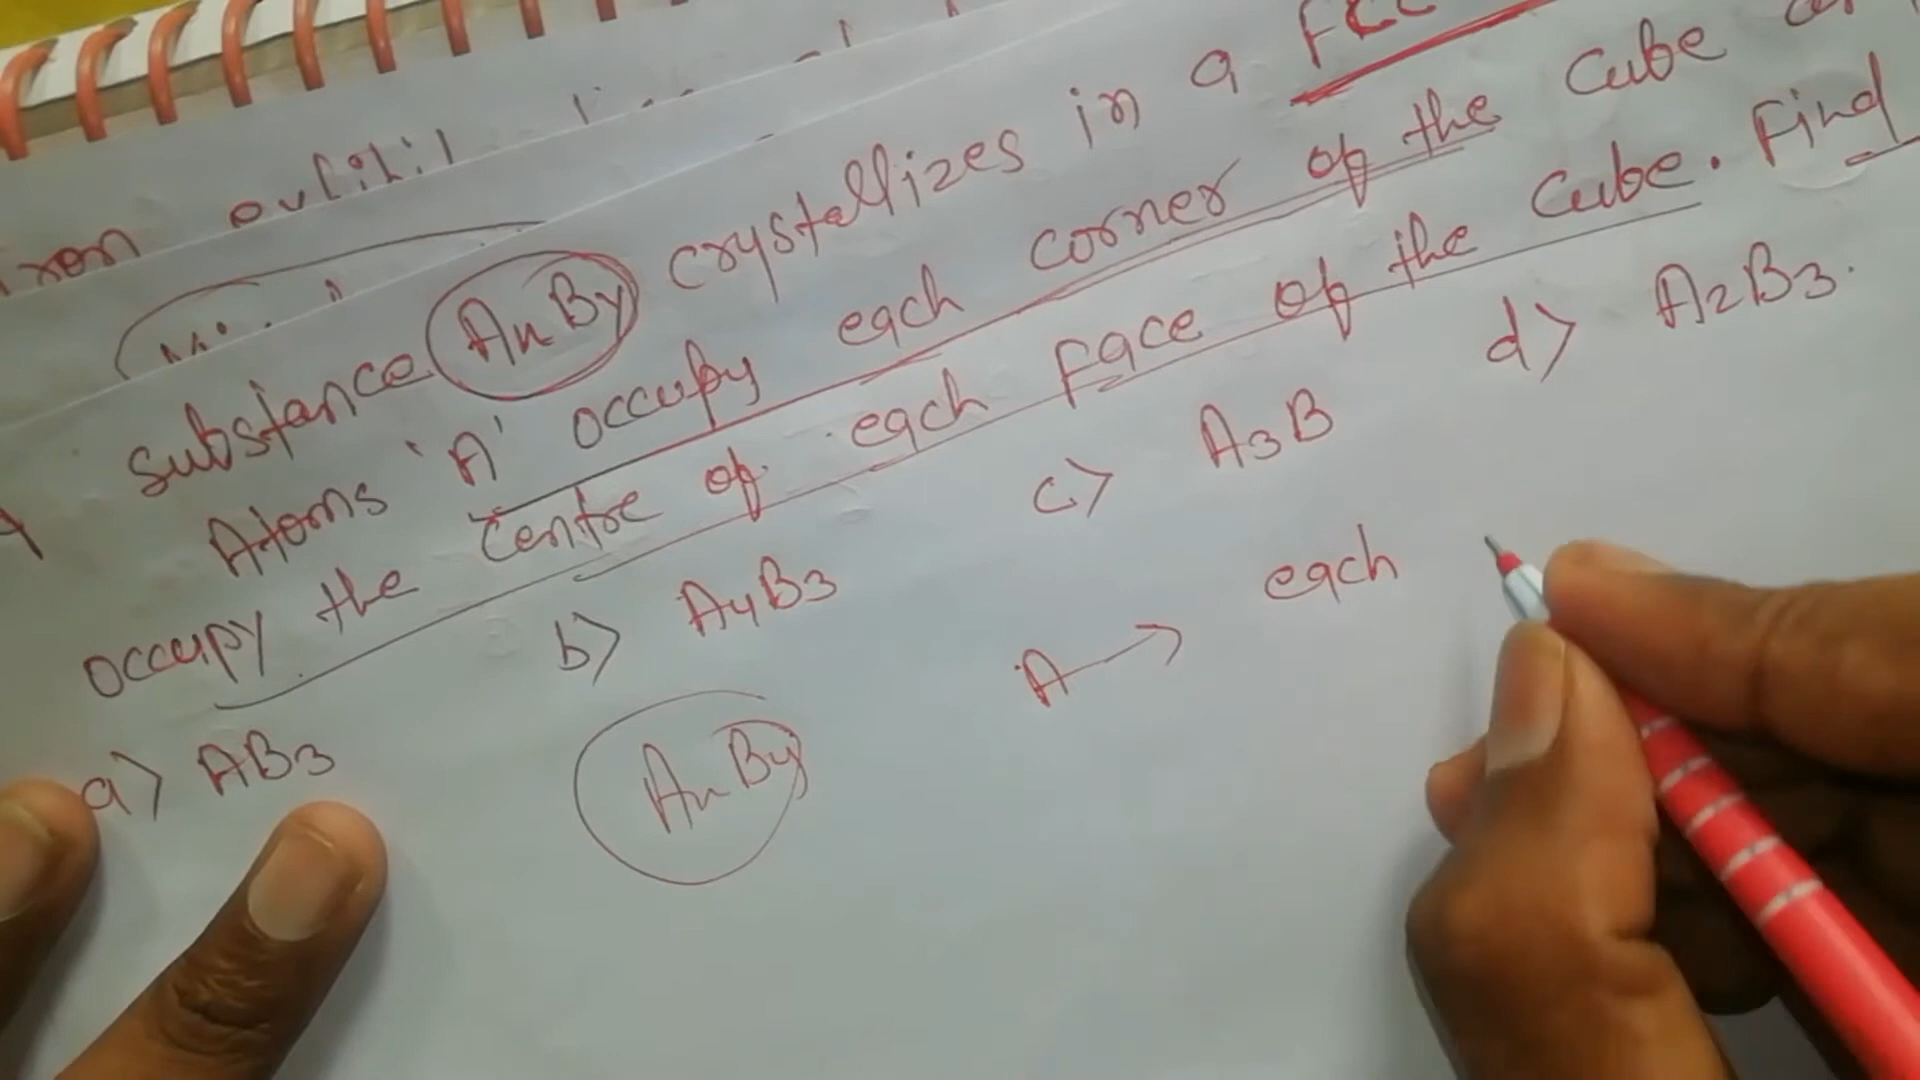 substance AnBy crystallizes in a FCC
Atoms 'A' occupy each corner of the Cube
occupy the Centre of each Face of the Cube. Find
a> AB3 b> A4B3 c> A3B d> A2B3.
AnBy A → each